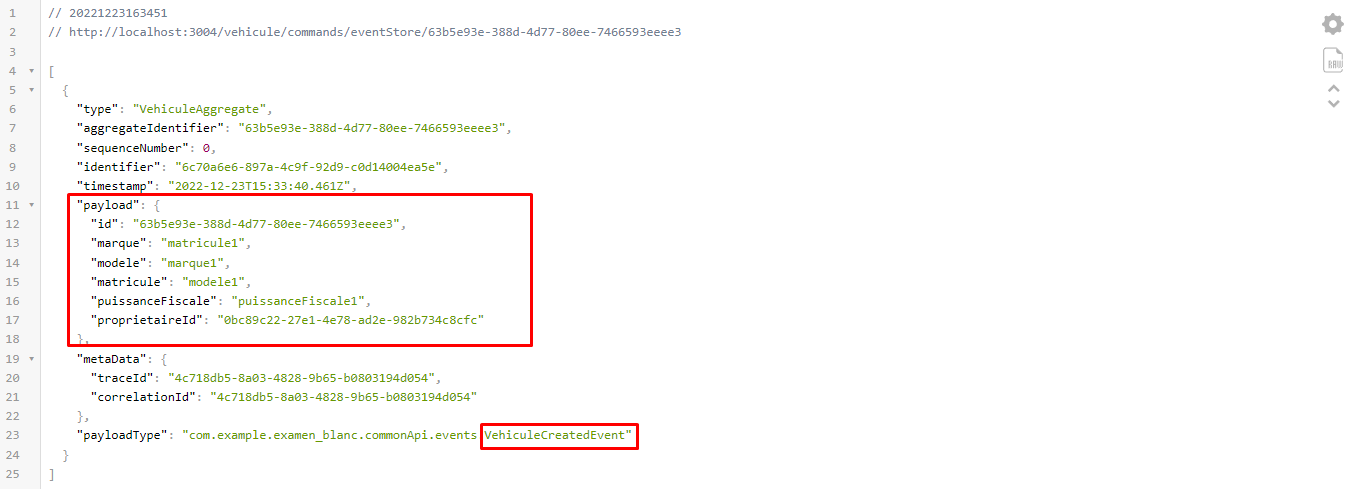 1 // 20221223163451
2 // http://localhost:3004/vehicule/commands/eventStore/63b5e93e-388d-4d77-80ee-7466593eeee3
3
4 [
5 {
6 "type": "VehiculeAggregate",
7 "aggregateIdentifier": "63b5e93e-388d-4d77-80ee-7466593eeee3",
8 "sequenceNumber": 0,
9 "identifier": "6c70a6e6-897a-4c9f-92d9-c0d14004ea5e",
10 "timestamp": "2022-12-23T15:33:40.461Z",
11 "payload": {
12 "id": "63b5e93e-388d-4d77-80ee-7466593eeee3",
13 "marque": "matricule1",
14 "modele": "marque1",
15 "matricule": "modele1",
16 "puissanceFiscale": "puissanceFiscale1",
17 "proprietaireId": "0bc89c22-27e1-4e78-ad2e-982b734c8cfc"
18 },
19 "metaData": {
20 "traceId": "4c718db5-8a03-4828-9b65-b0803194d054",
21 "correlationId": "4c718db5-8a03-4828-9b65-b0803194d054"
22 },
23 "payloadType": "com.example.examen_blanc.commonApi.events.VehiculeCreatedEvent"
24 }
25 ]
RAW